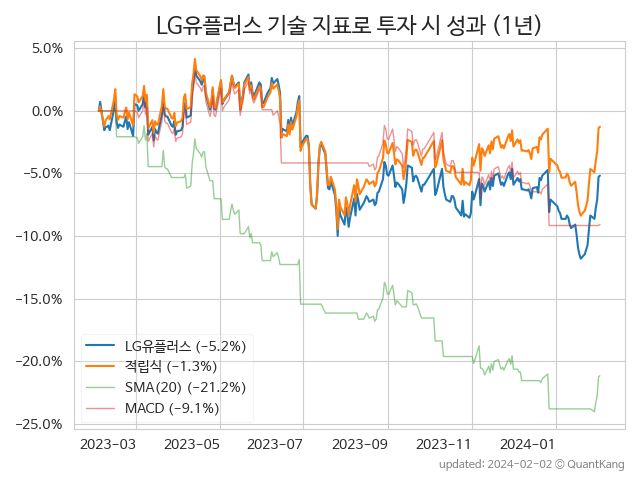 LG유플러스 기술 지표로 투자 시 성과 (1년)
5.0%
0.0%
−5.0%
−10.0%
−15.0%
−20.0%
−25.0%
LG유플러스 (−5.2%)
적립식 (−1.3%)
SMA(20) (−21.2%)
MACD (−9.1%)
2023-03 2023-05 2023-07 2023-09 2023-11 2024-01
updated: 2024-02-02 © QuantKang